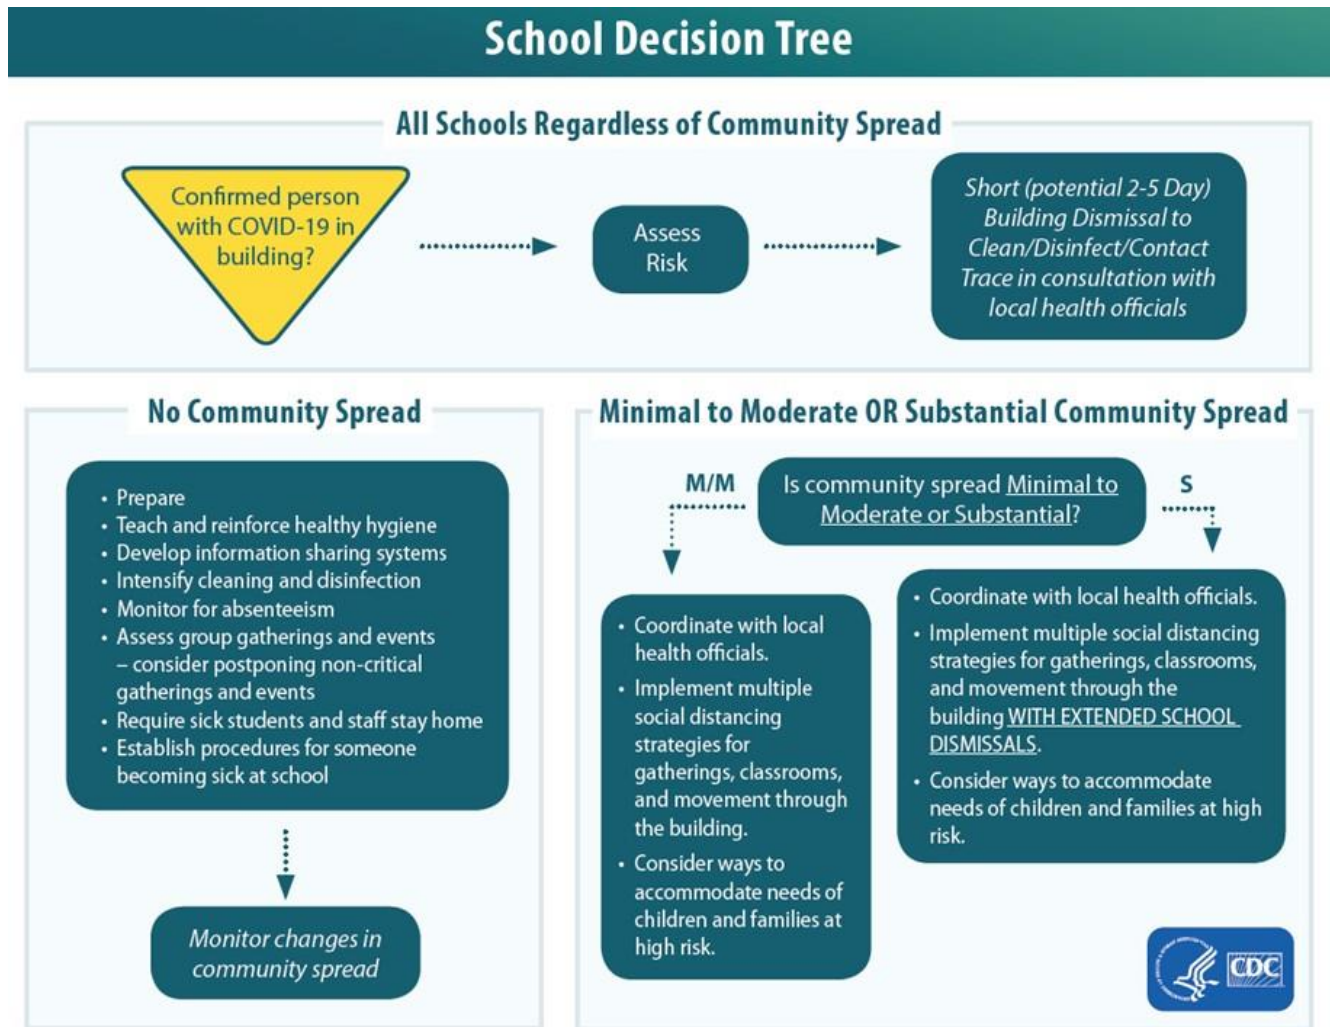 School Decision Tree
All Schools Regardless of Community Spread
Confirmed person
with COVID-19 in
building?
Assess
Risk
Short (potential 2-5 Day)
Building Dismissal to
Clean/Disinfect/Contact
Trace in consultation with
local health officials
No Community Spread
• Prepare
• Teach and reinforce healthy hygiene
• Develop information sharing systems
• Intensify cleaning and disinfection
• Monitor for absenteeism
• Assess group gatherings and events
– consider postponing non-critical
gatherings and events
• Require sick students and staff stay home
• Establish procedures for someone
becoming sick at school
Monitor changes in
community spread
Minimal to Moderate OR Substantial Community Spread
Is community spread Minimal to
Moderate or Substantial?
M/M
• Coordinate with local
health officials.
• Implement multiple
social distancing
strategies for
gatherings, classrooms,
and movement through
the building.
• Consider ways to
accommodate needs of
children and families at
high risk.
S
• Coordinate with local health officials.
• Implement multiple social distancing
strategies for gatherings, classrooms,
and movement through the
building WITH EXTENDED SCHOOL
DISMISSALS.
• Consider ways to accommodate
needs of children and families at high
risk.
CDC